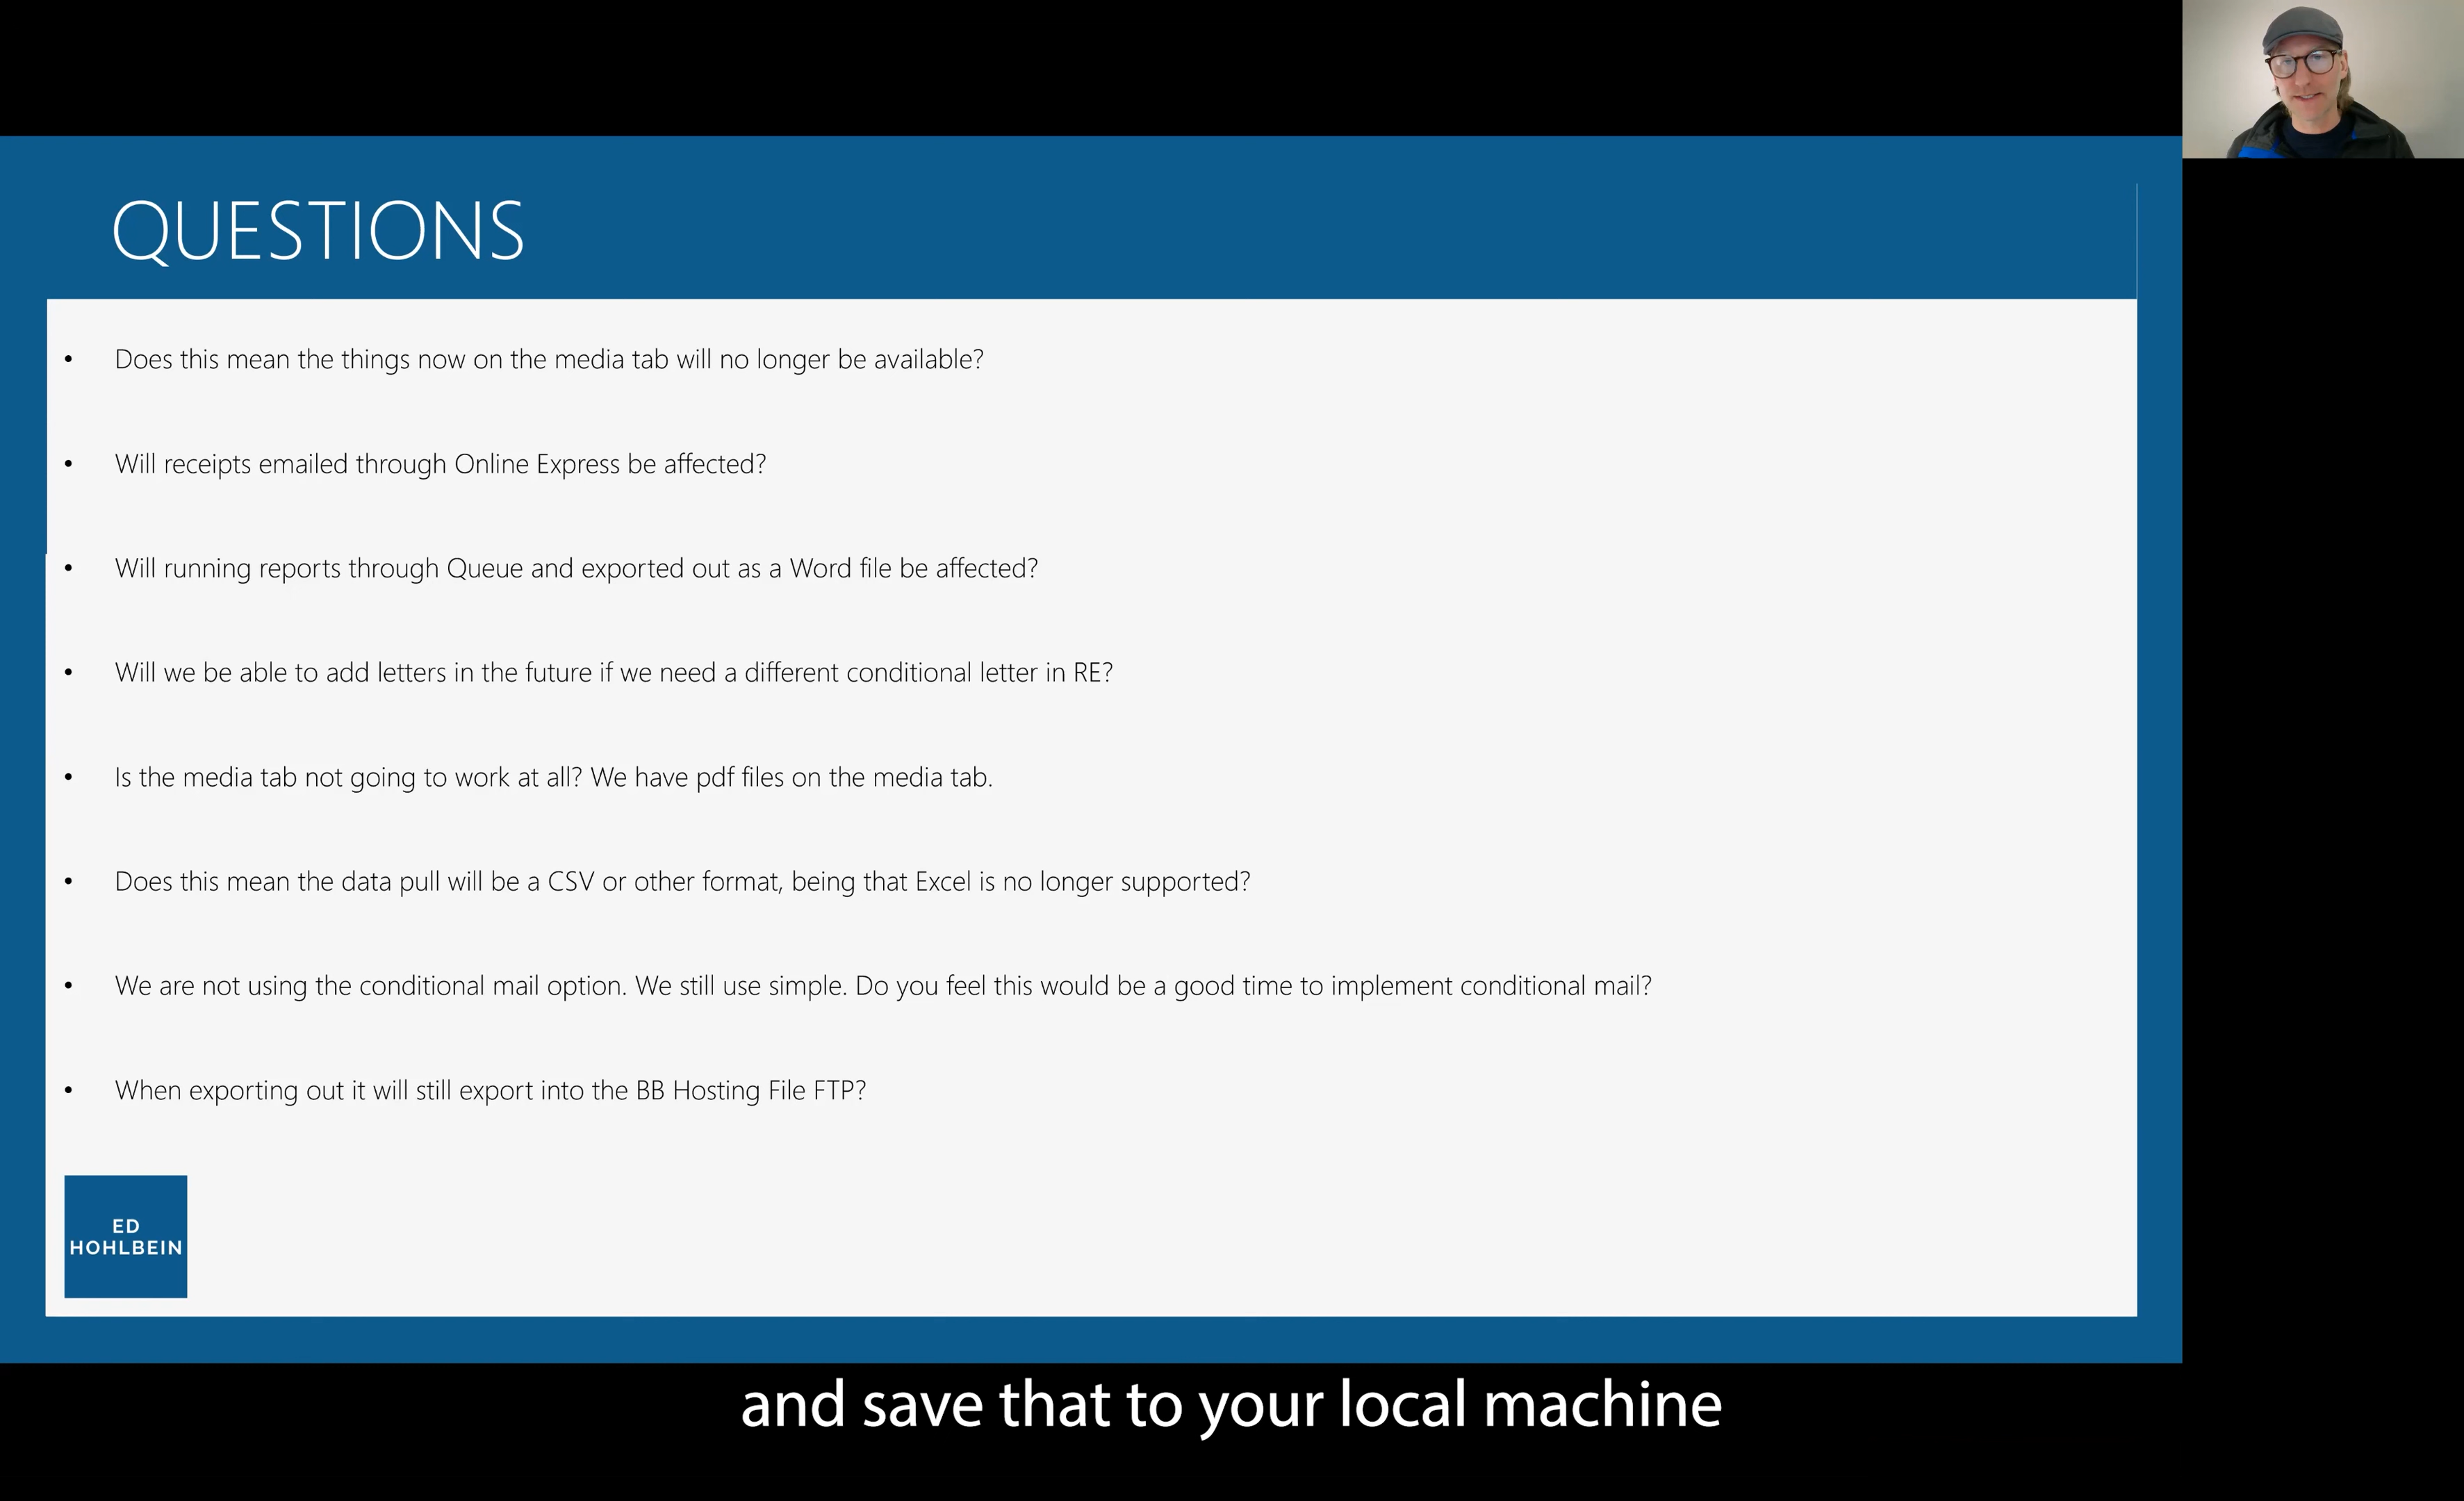 QUESTIONS
• Does this mean the things now on the media tab will no longer be available?
• Will receipts emailed through Online Express be affected?
• Will running reports through Queue and exported out as a Word file be affected?
• Will we be able to add letters in the future if we need a different conditional letter in RE?
• Is the media tab not going to work at all? We have pdf files on the media tab.
• Does this mean the data pull will be a CSV or other format, being that Excel is no longer supported?
• We are not using the conditional mail option. We still use simple. Do you feel this would be a good time to implement conditional mail?
• When exporting out it will still export into the BB Hosting File FTP?
ED
HOHLBEIN
and save that to your local machine